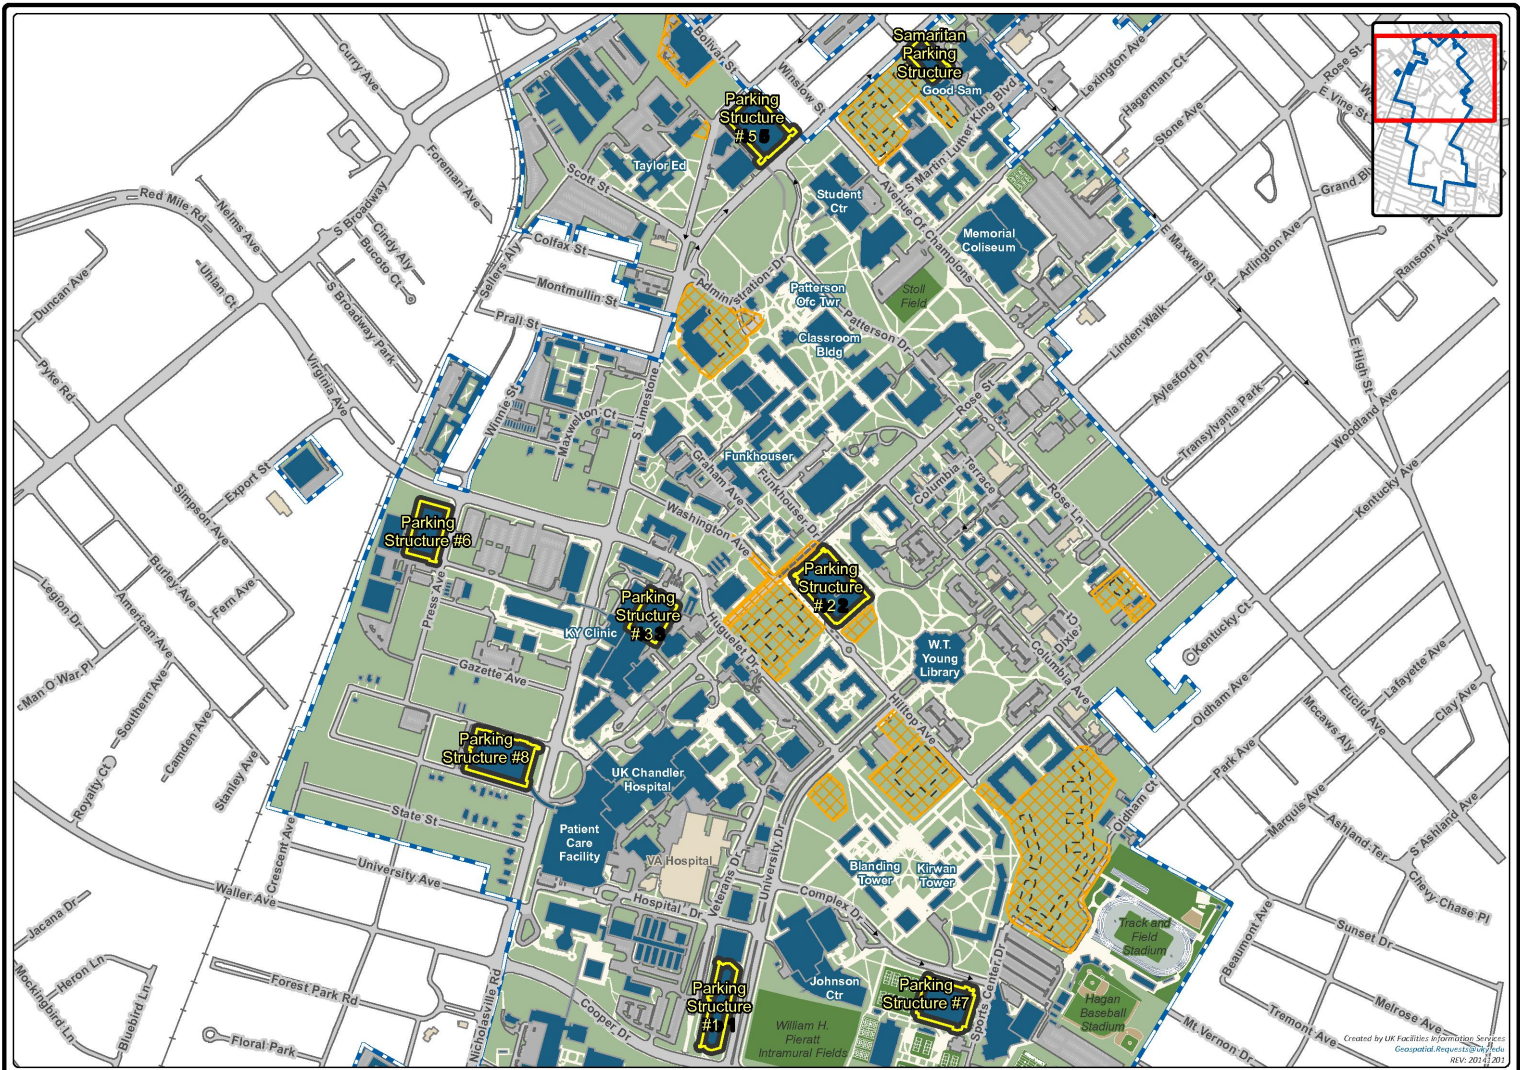 Bolivar St
Curry Ave
Winslow St
Samaritan
Parking
Structure
Good Sam
Lexington Ave
Hagerman Ct
Rose St
E Vine St
Stone Ave
Grand Bl
Ransom Ave
Parking
Structure
# 5
Foreman Ave
Taylor Ed
Scott St
S Martin Luther King Blvd
Avenue Of Champions
Student
Ctr
Memorial
Coliseum
Red Mile Rd
Nelms Ave
S Broadway
Cindy Aly
Bucoto Ct
Unian Ct
Duncan Ave
S Broadway Park
Sellers Aly
Colfax St
Montmullin St
Prall St
Administration Dr
Patterson
Ofc Twr
Patterson Dr
Classroom
Bldg
Stoll
Field
E Maxwell St
Arlington Ave
Linden Walk
Aylesford Pl
Transylvania Park
E High St
Woodland Ave
Kentucky Ave
Pyke Rd
Virginia Ave
Winnie St
Maxwelton Ct
S Limestone
Rose St
Export St
Simpson Ave
Graham Ave
Funkhouser
Funkhouser Dr
Washington Ave
Columbia
Terrace
Rose Ln
Parking
Structure #6
Legion Dr
Burley Ave
American Ave
Fern Ave
Press Ave
Parking
Structure
# 3
KY Clinic
Huguelet Dr
Parking
Structure
# 2
W.T.
Young
Library
Dixie Ct
Columbia Ave
Kentucky Ct
Man O War Pl
Southern Ave
Camden Ave
Stanley Ave
Royalty Ct
Gazette Ave
Hilltop Ave
Oldham Ave
Euclid Ave
Lafayette Ave
Clay Ave
Mccaws Aly
Park Ave
Parking
Structure #8
State St
UK Chandler
Hospital
Patient
Care
Facility
VA Hospital
Veterans Dr
University Dr
Oldham Ct
Marquis Ave
Ashland Ter
S Ashland Ave
Chevy Chase Pl
Crescent Ave
University Ave
Waller Ave
Blanding
Tower
Kirwan
Tower
Hospital Dr
Complex Dr
Jacana Dr
Heron Ln
Mockingbird Ln
Bluebird Ln
Forest Park Rd
Floral Park
Nicholasville Rd
Cooper Dr
Parking
Structure
#1
Johnson
Ctr
William H.
Pieratt
Intramural Fields
Parking
Structure #7
Sports Center Dr
Track and
Field
Stadium
Hagan
Baseball
Stadium
Beaumont Ave
Sunset Dr
Melrose Ave
Tremont Ave
Mt Vernon Dr
Created by UK Facilities Information Services
Geospatial.Requests@uky.edu
REV: 20141201